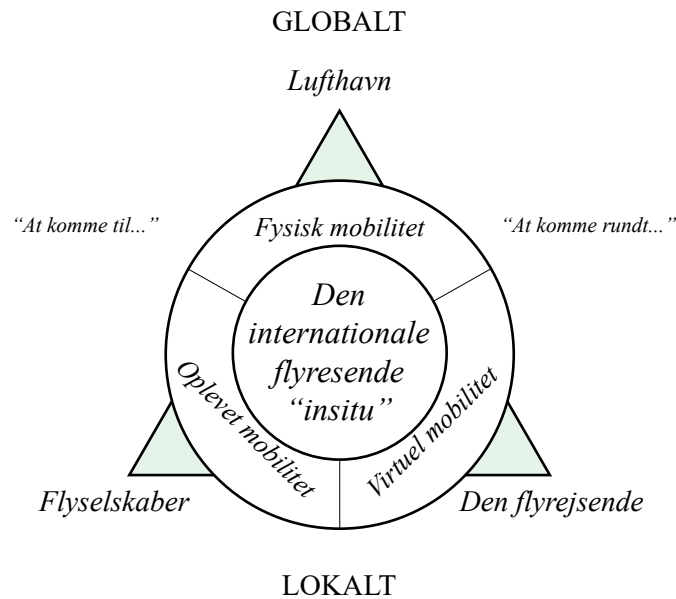 GLOBALT
Lufthavn
“At komme til...”
“At komme rundt...”
Fysisk mobilitet
Den
internationale
flyresende
“insitu”
Oplevet mobilitet
Virtuel mobilitet
Flyselskaber
Den flyrejsende
LOKALT